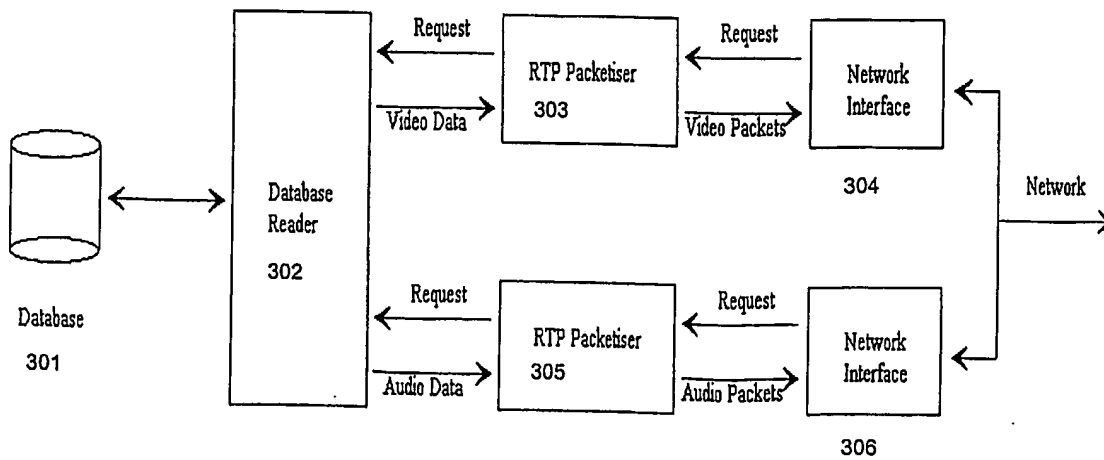 Request
Request
RTP Packetiser
303
Network
Interface
Video Data
Video Packets
304
Network
Database
Reader
302
Database
301
Request
Request
RTP Packetiser
305
Network
Interface
Audio Data
Audio Packets
306